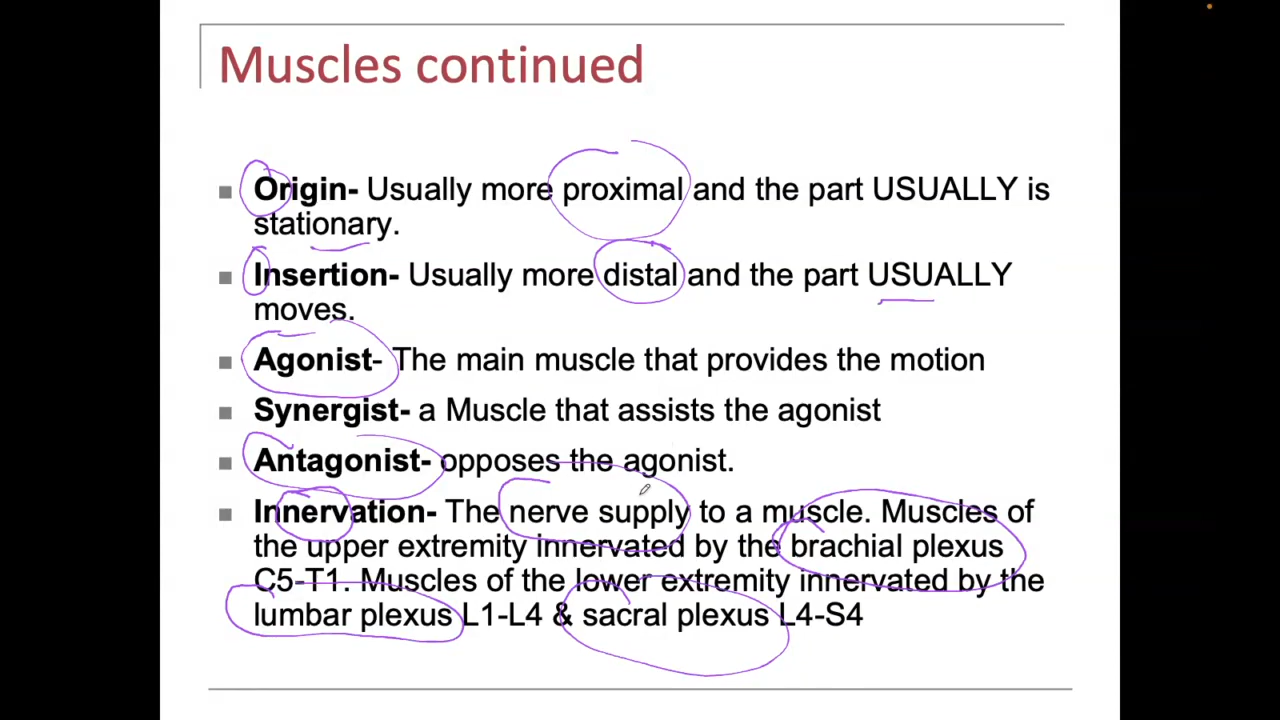 Muscles continued
Origin- Usually more proximal and the part USUALLY is
stationary.
Insertion- Usually more distal and the part USUALLY
moves.
Agonist- The main muscle that provides the motion
Synergist- a Muscle that assists the agonist
Antagonist- opposes the agonist.
Innervation- The nerve supply to a muscle. Muscles of
the upper extremity innervated by the brachial plexus
C5-T1. Muscles of the lower extremity innervated by the
lumbar plexus L1-L4 & sacral plexus L4-S4